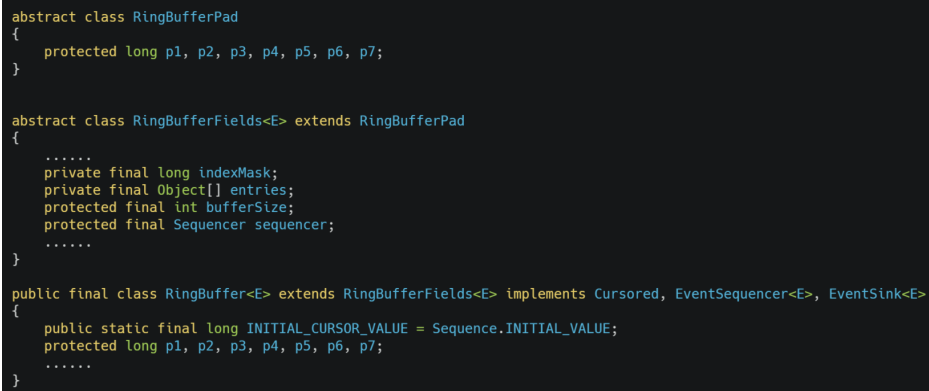 abstract class RingBufferPad
{
    protected long p1, p2, p3, p4, p5, p6, p7;
}
abstract class RingBufferFields<E> extends RingBufferPad
{
    ......
    private final long indexMask;
    private final Object[] entries;
    protected final int bufferSize;
    protected final Sequencer sequencer;
    ......
}
public final class RingBuffer<E> extends RingBufferFields<E> implements Cursored, EventSequencer<E>, EventSink<E>
{
    public static final long INITIAL_CURSOR_VALUE = Sequence.INITIAL_VALUE;
    protected long p1, p2, p3, p4, p5, p6, p7;
    ......
}